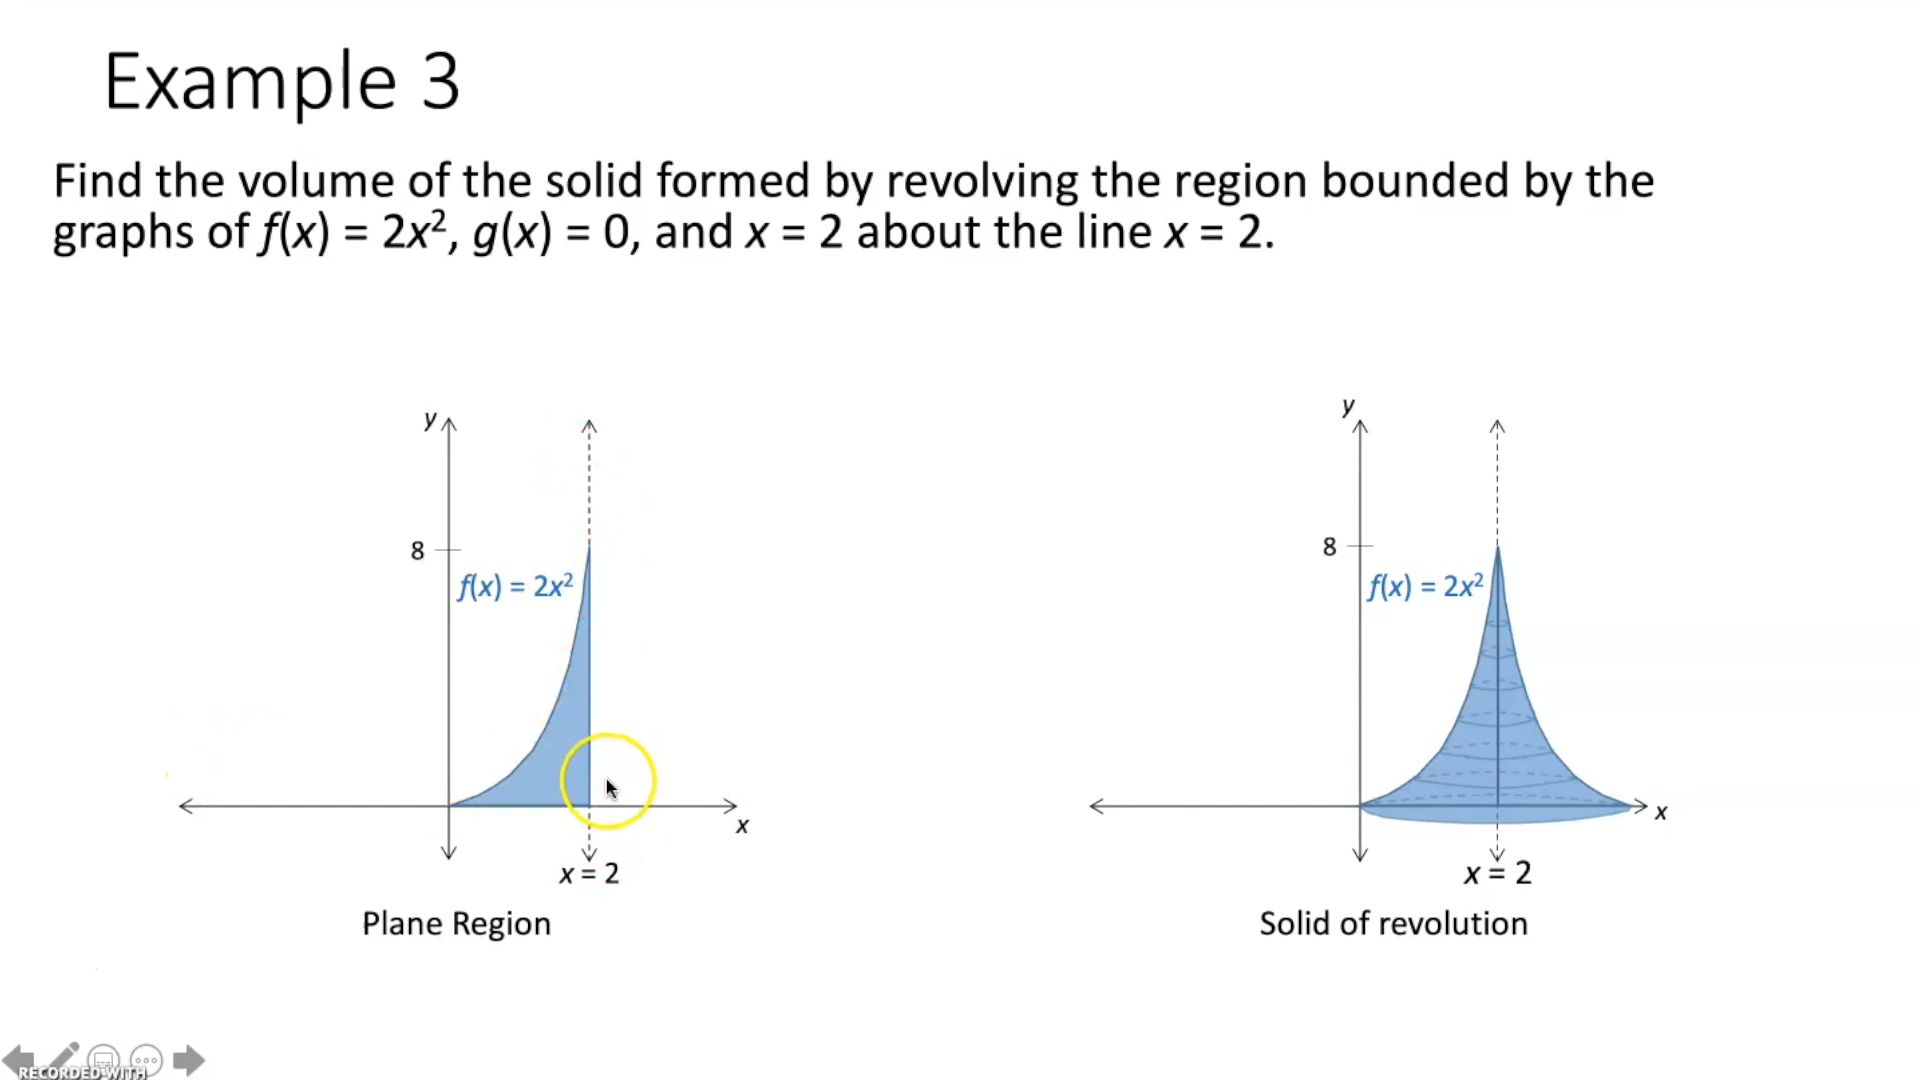 Example 3
Find the volume of the solid formed by revolving the region bounded by the
graphs of f(x) = 2x², g(x) = 0, and x = 2 about the line x = 2.
y
8
f(x) = 2x²
x
x = 2
Plane Region
y
8
f(x) = 2x²
x
x = 2
Solid of revolution
RECORDED WITH